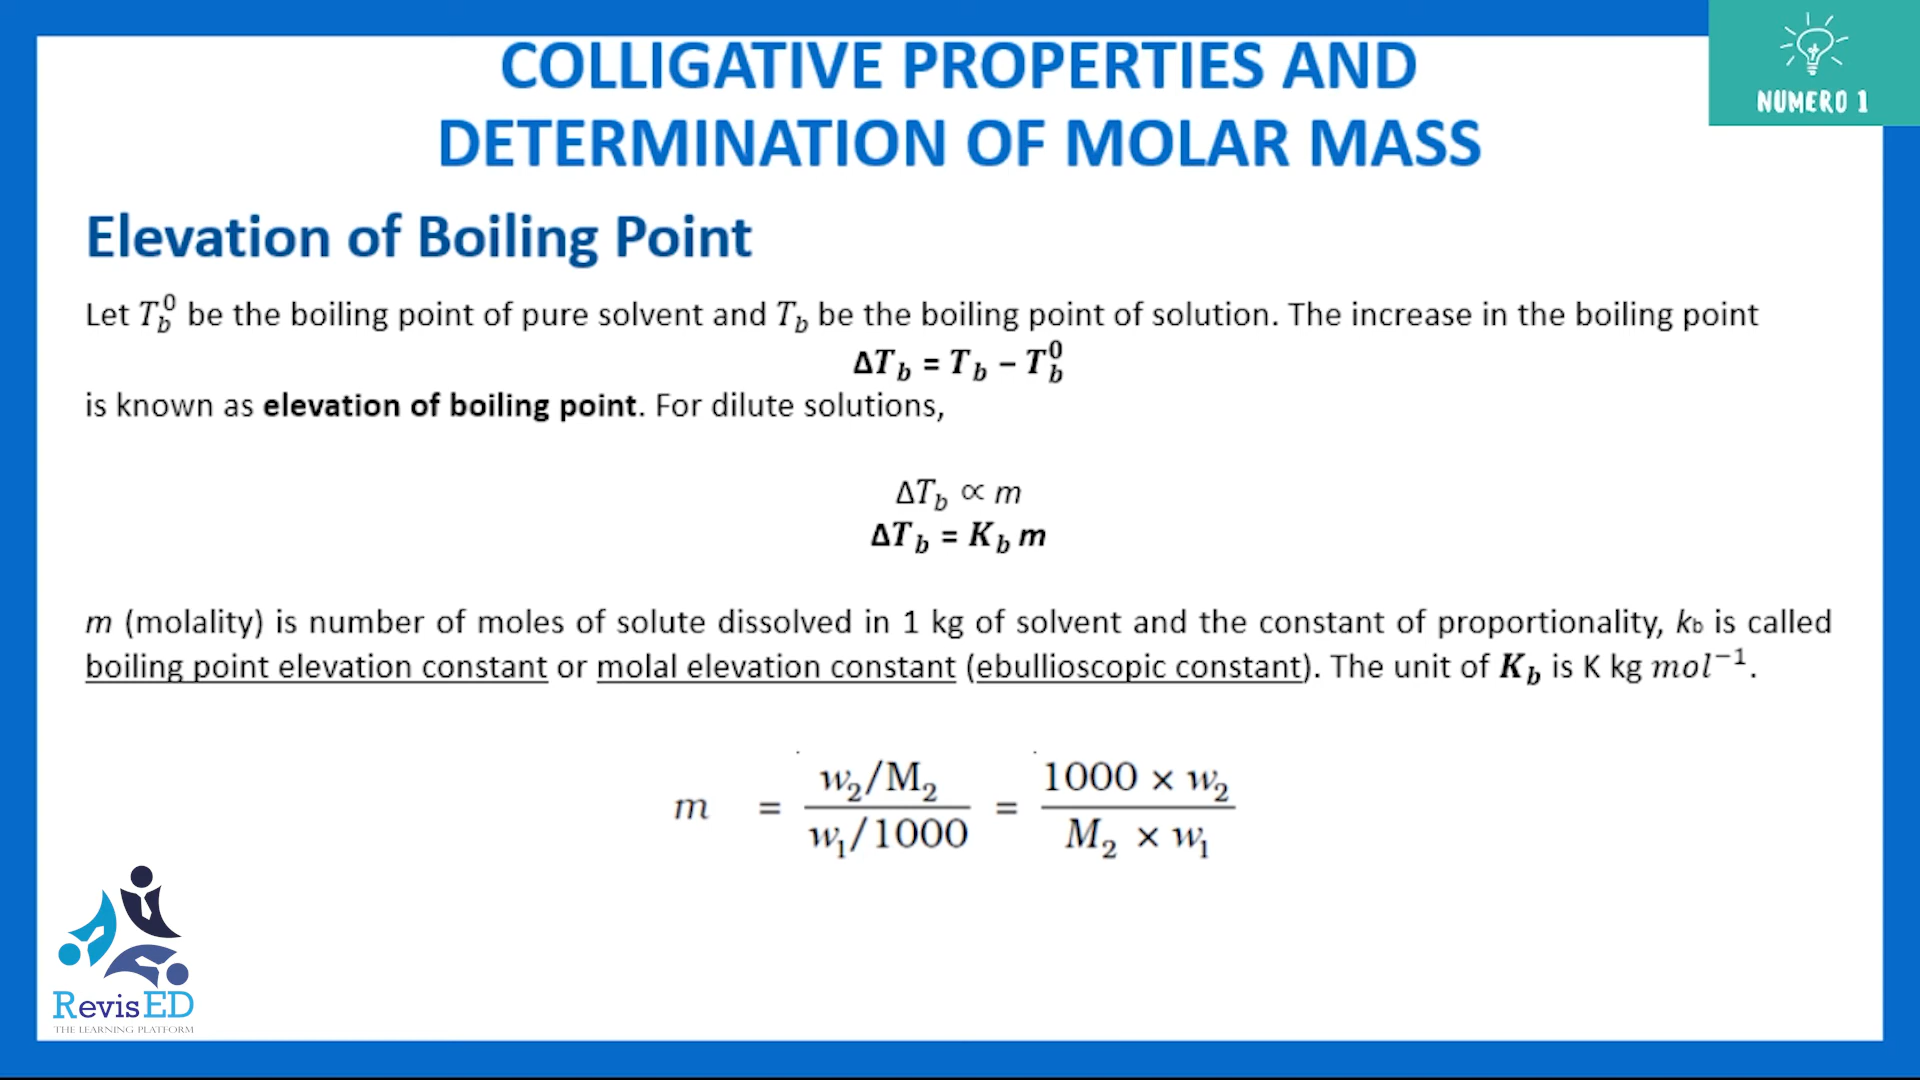 COLLIGATIVE PROPERTIES AND
DETERMINATION OF MOLAR MASS
NUMERO 1
Elevation of Boiling Point
Let T_b^0 be the boiling point of pure solvent and T_b be the boiling point of solution. The increase in the boiling point
ΔT_b = T_b – T_b^0
is known as elevation of boiling point. For dilute solutions,
ΔT_b ∝ m
ΔT_b = K_b m
m (molality) is number of moles of solute dissolved in 1 kg of solvent and the constant of proportionality, k_b is called
boiling point elevation constant or molal elevation constant (ebullioscopic constant). The unit of K_b is K kg mol^−1.
m = (w_2/M_2)/(w_1/1000) = (1000 × w_2)/(M_2 × w_1)
RevisED
THE LEARNING PLATFORM